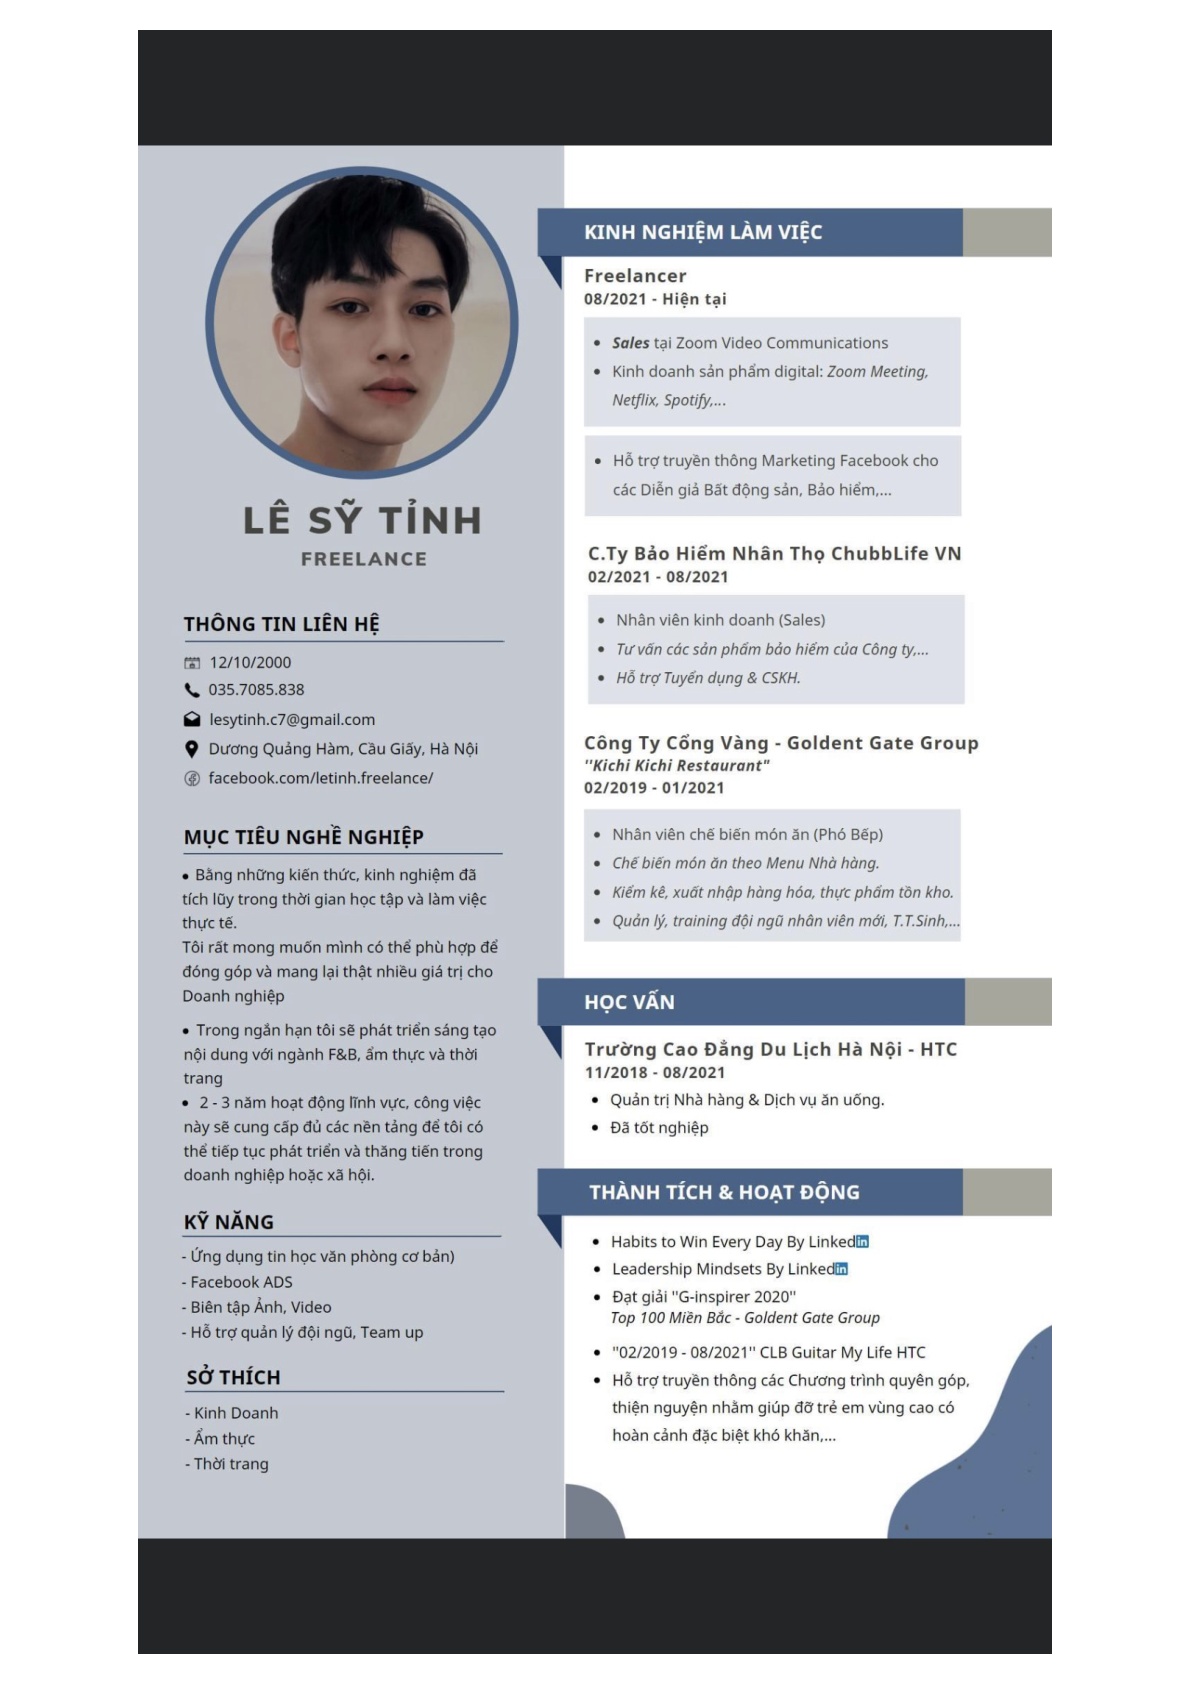 LÊ SỸ TỈNH
FREELANCE
THÔNG TIN LIÊN HỆ
12/10/2000
035.7085.838
lesytinh.c7@gmail.com
Dương Quảng Hàm, Cầu Giấy, Hà Nội
facebook.com/letinh.freelance/
MỤC TIÊU NGHỀ NGHIỆP
• Bằng những kiến thức, kinh nghiệm đã
tích lũy trong thời gian học tập và làm việc
thực tế.
Tôi rất mong muốn mình có thể phù hợp để
đóng góp và mang lại thật nhiều giá trị cho
Doanh nghiệp
• Trong ngắn hạn tôi sẽ phát triển sáng tạo
nội dung với ngành F&B, ẩm thực và thời
trang
• 2 - 3 năm hoạt động lĩnh vực, công việc
này sẽ cung cấp đủ các nền tảng để tôi có
thể tiếp tục phát triển và thăng tiến trong
doanh nghiệp hoặc xã hội.
KỸ NĂNG
- Ứng dụng tin học văn phòng cơ bản)
- Facebook ADS
- Biên tập Ảnh, Video
- Hỗ trợ quản lý đội ngũ, Team up
SỞ THÍCH
- Kinh Doanh
- Ẩm thực
- Thời trang
KINH NGHIỆM LÀM VIỆC
Freelancer
08/2021 - Hiện tại
• Sales tại Zoom Video Communications
• Kinh doanh sản phẩm digital: Zoom Meeting,
Netflix, Spotify,...
• Hỗ trợ truyền thông Marketing Facebook cho
các Diễn giả Bất động sản, Bảo hiểm,...
C.Ty Bảo Hiểm Nhân Thọ ChubbLife VN
02/2021 - 08/2021
• Nhân viên kinh doanh (Sales)
• Tư vấn các sản phẩm bảo hiểm của Công ty,...
• Hỗ trợ Tuyển dụng & CSKH.
Công Ty Cổng Vàng - Goldent Gate Group
''Kichi Kichi Restaurant"
02/2019 - 01/2021
• Nhân viên chế biến món ăn (Phó Bếp)
• Chế biến món ăn theo Menu Nhà hàng.
• Kiểm kê, xuất nhập hàng hóa, thực phẩm tồn kho.
• Quản lý, training đội ngũ nhân viên mới, T.T.Sinh,...
HỌC VẤN
Trường Cao Đẳng Du Lịch Hà Nội - HTC
11/2018 - 08/2021
• Quản trị Nhà hàng & Dịch vụ ăn uống.
• Đã tốt nghiệp
THÀNH TÍCH & HOẠT ĐỘNG
• Habits to Win Every Day By Linkedin
• Leadership Mindsets By Linkedin
• Đạt giải ''G-inspirer 2020''
Top 100 Miền Bắc - Goldent Gate Group
• ''02/2019 - 08/2021'' CLB Guitar My Life HTC
• Hỗ trợ truyền thông các Chương trình quyên góp,
thiện nguyện nhằm giúp đỡ trẻ em vùng cao có
hoàn cảnh đặc biệt khó khăn,...